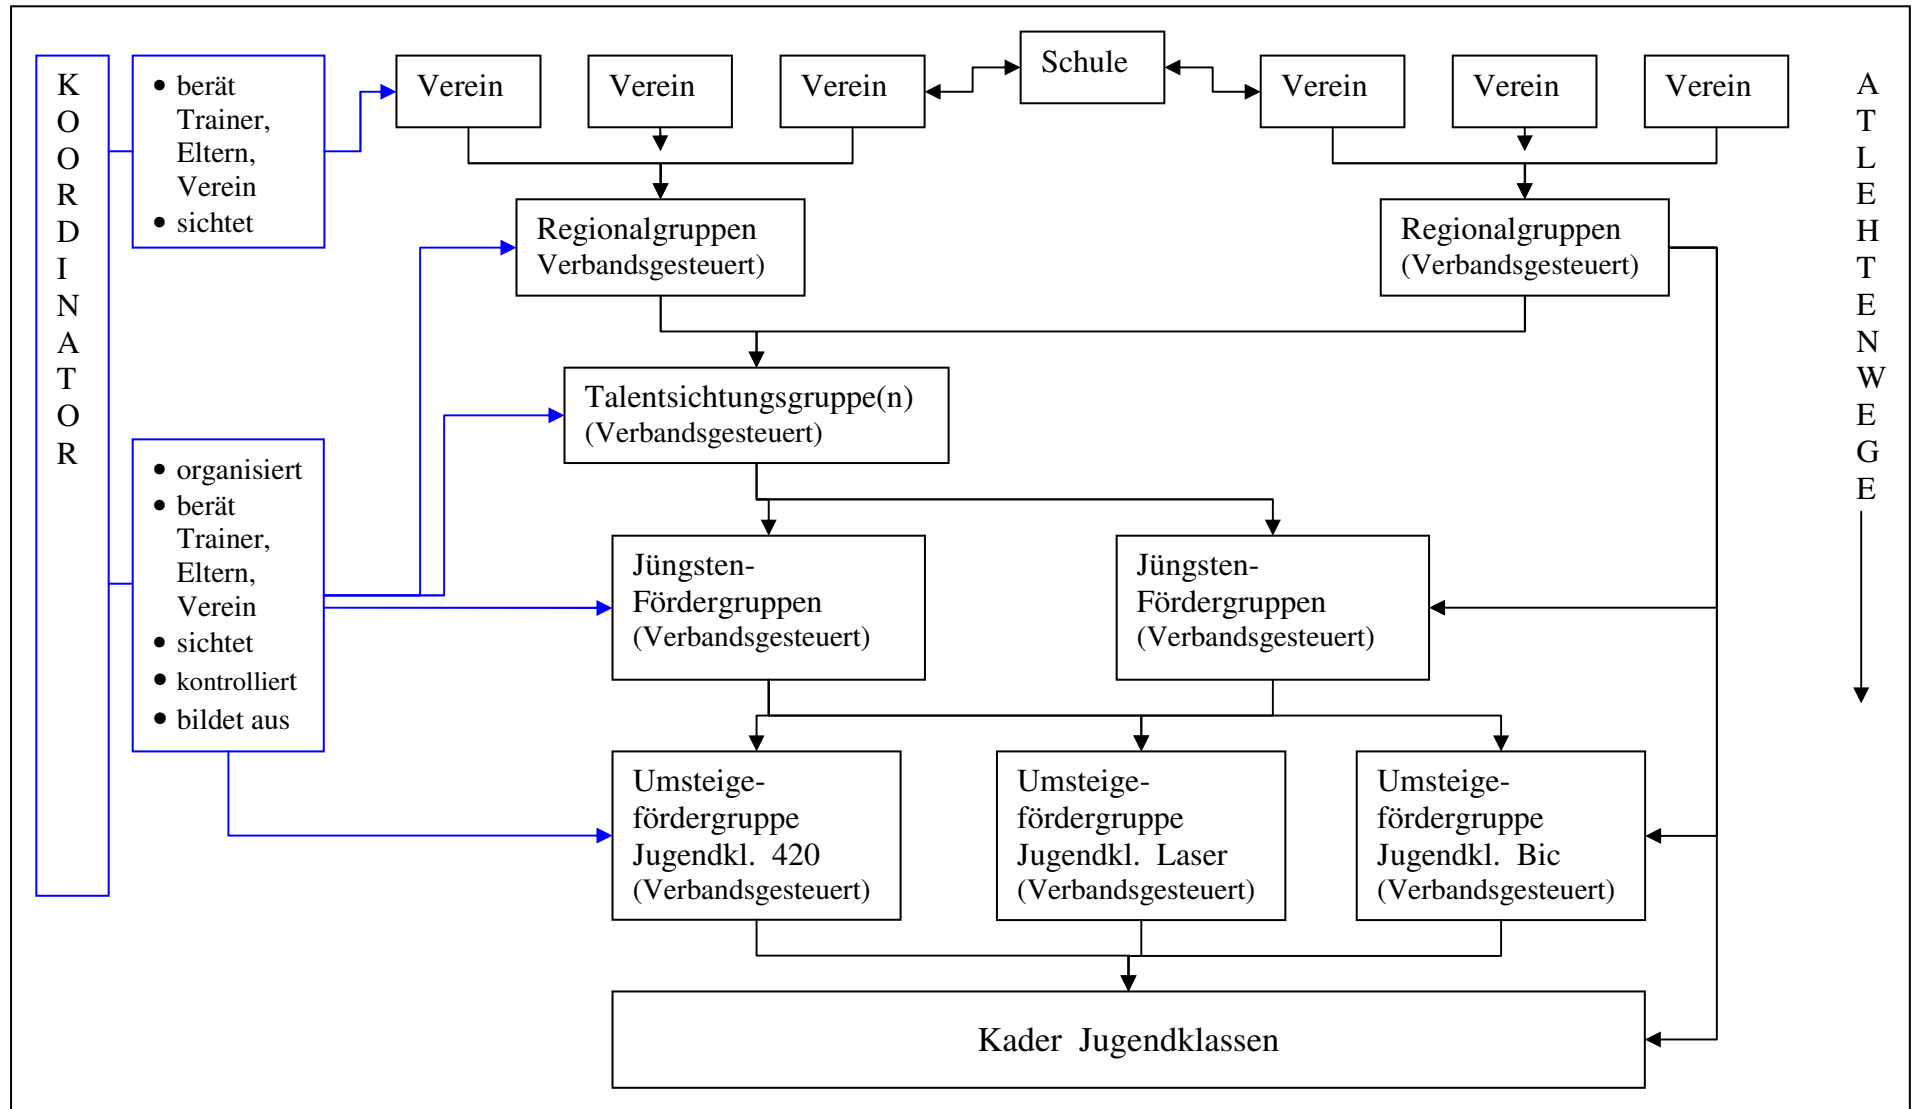 KOORDINATOR
• berät
Trainer,
Eltern,
Verein
• sichtet
Verein
Verein
Verein
Schule
Verein
Verein
Verein
ATLEHTENWEGE
Regionalgruppen
Verbandsgesteuert)
Regionalgruppen
(Verbandsgesteuert)
Talentsichtungsgruppe(n)
(Verbandsgesteuert)
• organisiert
• berät
Trainer,
Eltern,
Verein
• sichtet
• kontrolliert
• bildet aus
Jüngsten-
Fördergruppen
(Verbandsgesteuert)
Jüngsten-
Fördergruppen
(Verbandsgesteuert)
Umsteige-
fördergruppe
Jugendkl. 420
(Verbandsgesteuert)
Umsteige-
fördergruppe
Jugendkl. Laser
(Verbandsgesteuert)
Umsteige-
fördergruppe
Jugendkl. Bic
(Verbandsgesteuert)
Kader Jugendklassen